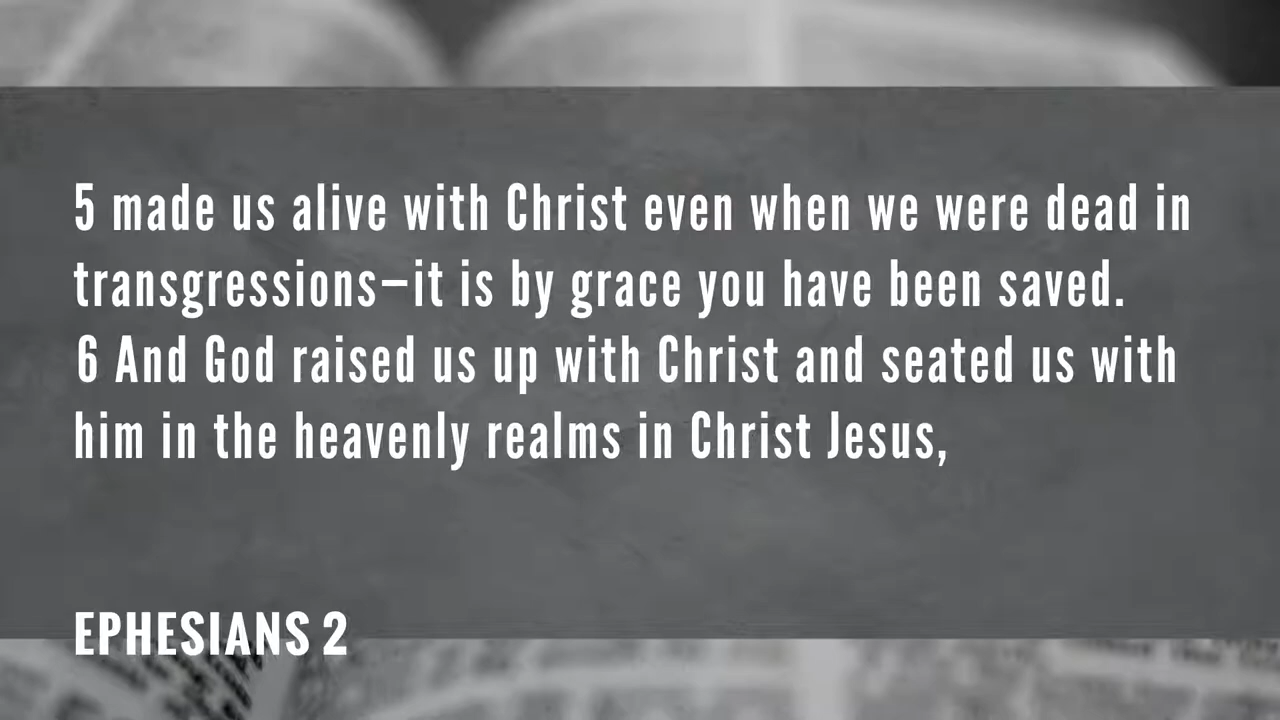 5 made us alive with Christ even when we were dead in
transgressions—it is by grace you have been saved.
6 And God raised us up with Christ and seated us with
him in the heavenly realms in Christ Jesus,
EPHESIANS 2